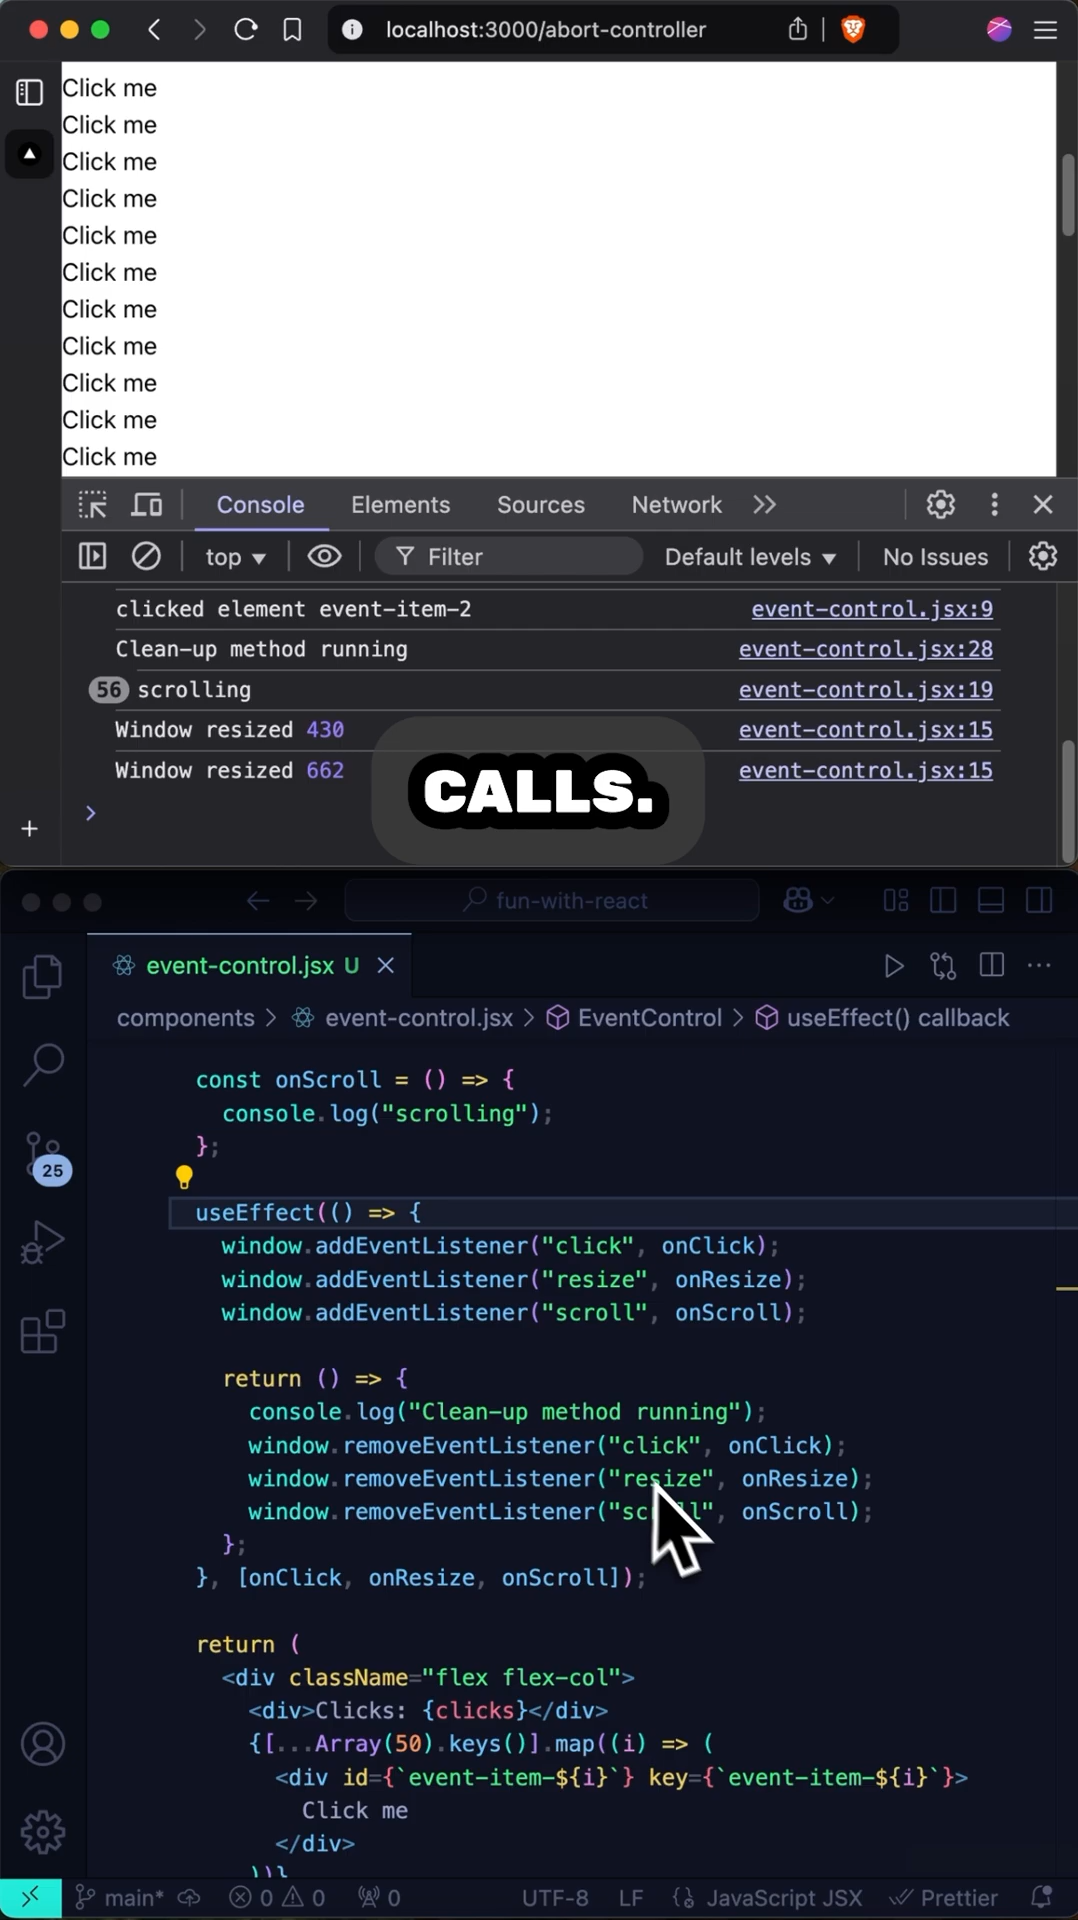 localhost:3000/abort-controller
Click me
Click me
Click me
Click me
Click me
Click me
Click me
Click me
Click me
Click me
Click me
Console Elements Sources Network
top Filter Default levels No Issues
clicked element event-item-2 event-control.jsx:9
Clean-up method running event-control.jsx:28
56 scrolling event-control.jsx:19
Window resized 430 event-control.jsx:15
Window resized 662 event-control.jsx:15
CALLS.
fun-with-react
event-control.jsx U
components > event-control.jsx > EventControl > useEffect() callback
const onScroll = () => {
console.log("scrolling");
};
25
useEffect(() => {
window.addEventListener("click", onClick);
window.addEventListener("resize", onResize);
window.addEventListener("scroll", onScroll);
return () => {
console.log("Clean-up method running");
window.removeEventListener("click", onClick);
window.removeEventListener("resize", onResize);
window.removeEventListener("scroll", onScroll);
};
}, [onClick, onResize, onScroll]);
return (
<div className="flex flex-col">
<div>Clicks: {clicks}</div>
{[...Array(50).keys()].map((i) => (
<div id={`event-item-${i}`} key={`event-item-${i}`}>
Click me
</div>
))}
main* 0 0 0 UTF-8 LF JavaScript JSX Prettier